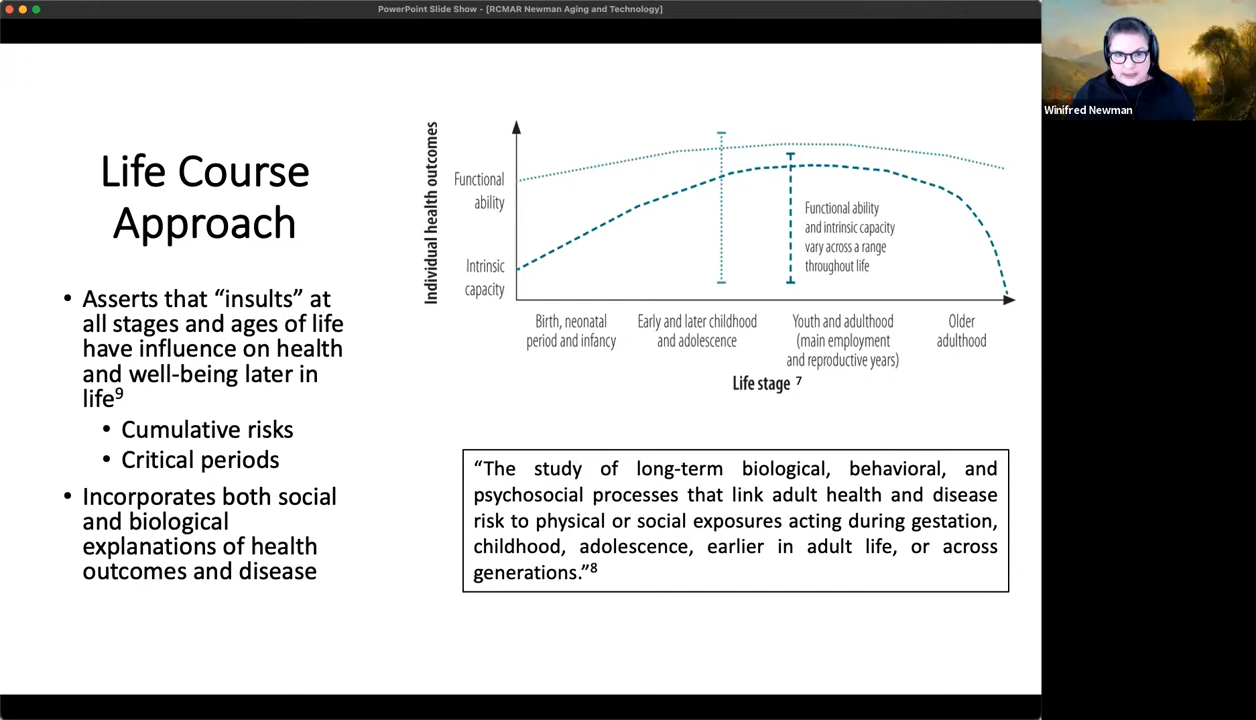 PowerPoint Slide Show - [RCMAR Newman Aging and Technology]
Winifred Newman
Life Course
Approach
• Asserts that “insults” at
all stages and ages of life
have influence on health
and well-being later in
life9
• Cumulative risks
• Critical periods
• Incorporates both social
and biological
explanations of health
outcomes and disease
Individual health outcomes
Functional
ability
Intrinsic
capacity
Functional ability
and intrinsic capacity
vary across a range
throughout life
Birth, neonatal
period and infancy
Early and later childhood
and adolescence
Youth and adulthood
(main employment
and reproductive years)
Older
adulthood
Life stage 7
“The study of long-term biological, behavioral, and
psychosocial processes that link adult health and disease
risk to physical or social exposures acting during gestation,
childhood, adolescence, earlier in adult life, or across
generations.”8